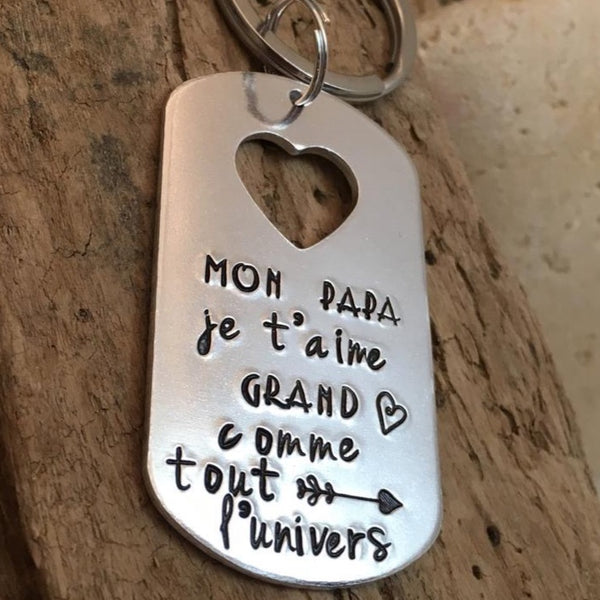 MON PAPA
je t'aime
GRAND
comme
tout
l'univers